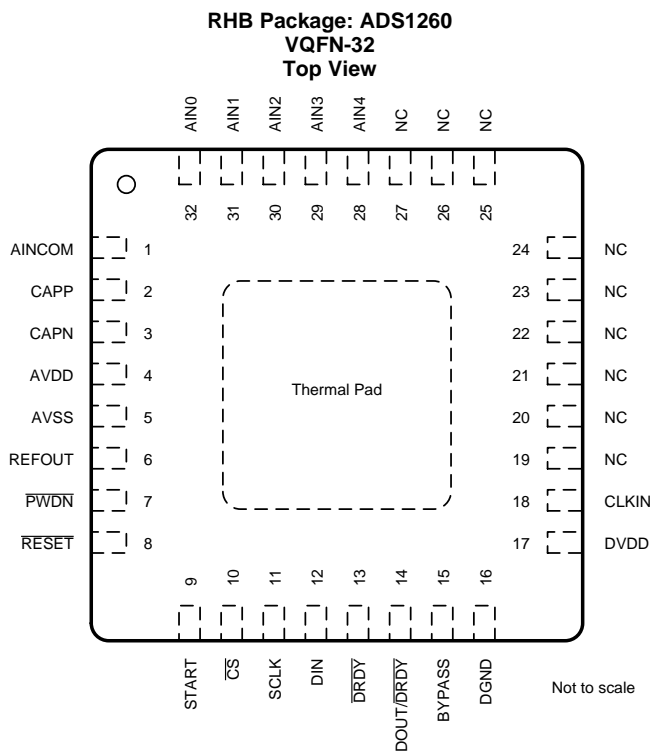 RHB Package: ADS1260
VQFN-32
Top View
AIN0
AIN1
AIN2
AIN3
AIN4
NC
NC
NC
32
31
30
29
28
27
26
25
AINCOM 1
CAPP 2
CAPN 3
AVDD 4
AVSS 5
REFOUT 6
PWDN 7
RESET 8
Thermal Pad
24 NC
23 NC
22 NC
21 NC
20 NC
19 NC
18 CLKIN
17 DVDD
9
10
11
12
13
14
15
16
START
CS
SCLK
DIN
DRDY
DOUT/DRDY
BYPASS
DGND
Not to scale